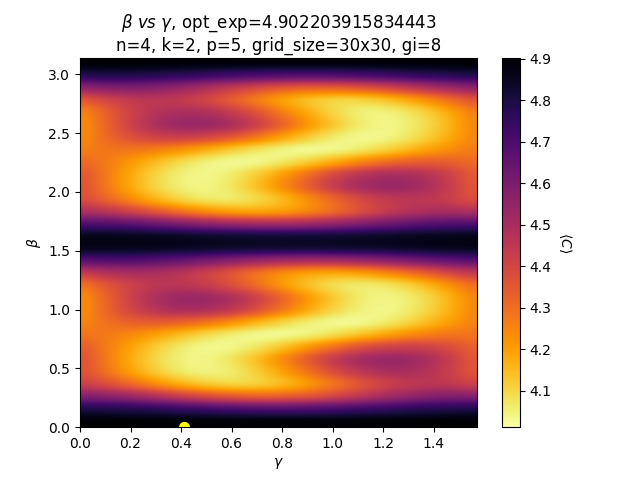 β vs γ, opt_exp=4.902203915834443
n=4, k=2, p=5, grid_size=30x30, gi=8
3.0
2.5
2.0
1.5
1.0
0.5
0.0
β
0.0 0.2 0.4 0.6 0.8 1.0 1.2 1.4
γ
4.9
4.8
4.7
4.6
4.5
4.4
4.3
4.2
4.1
⟨C⟩